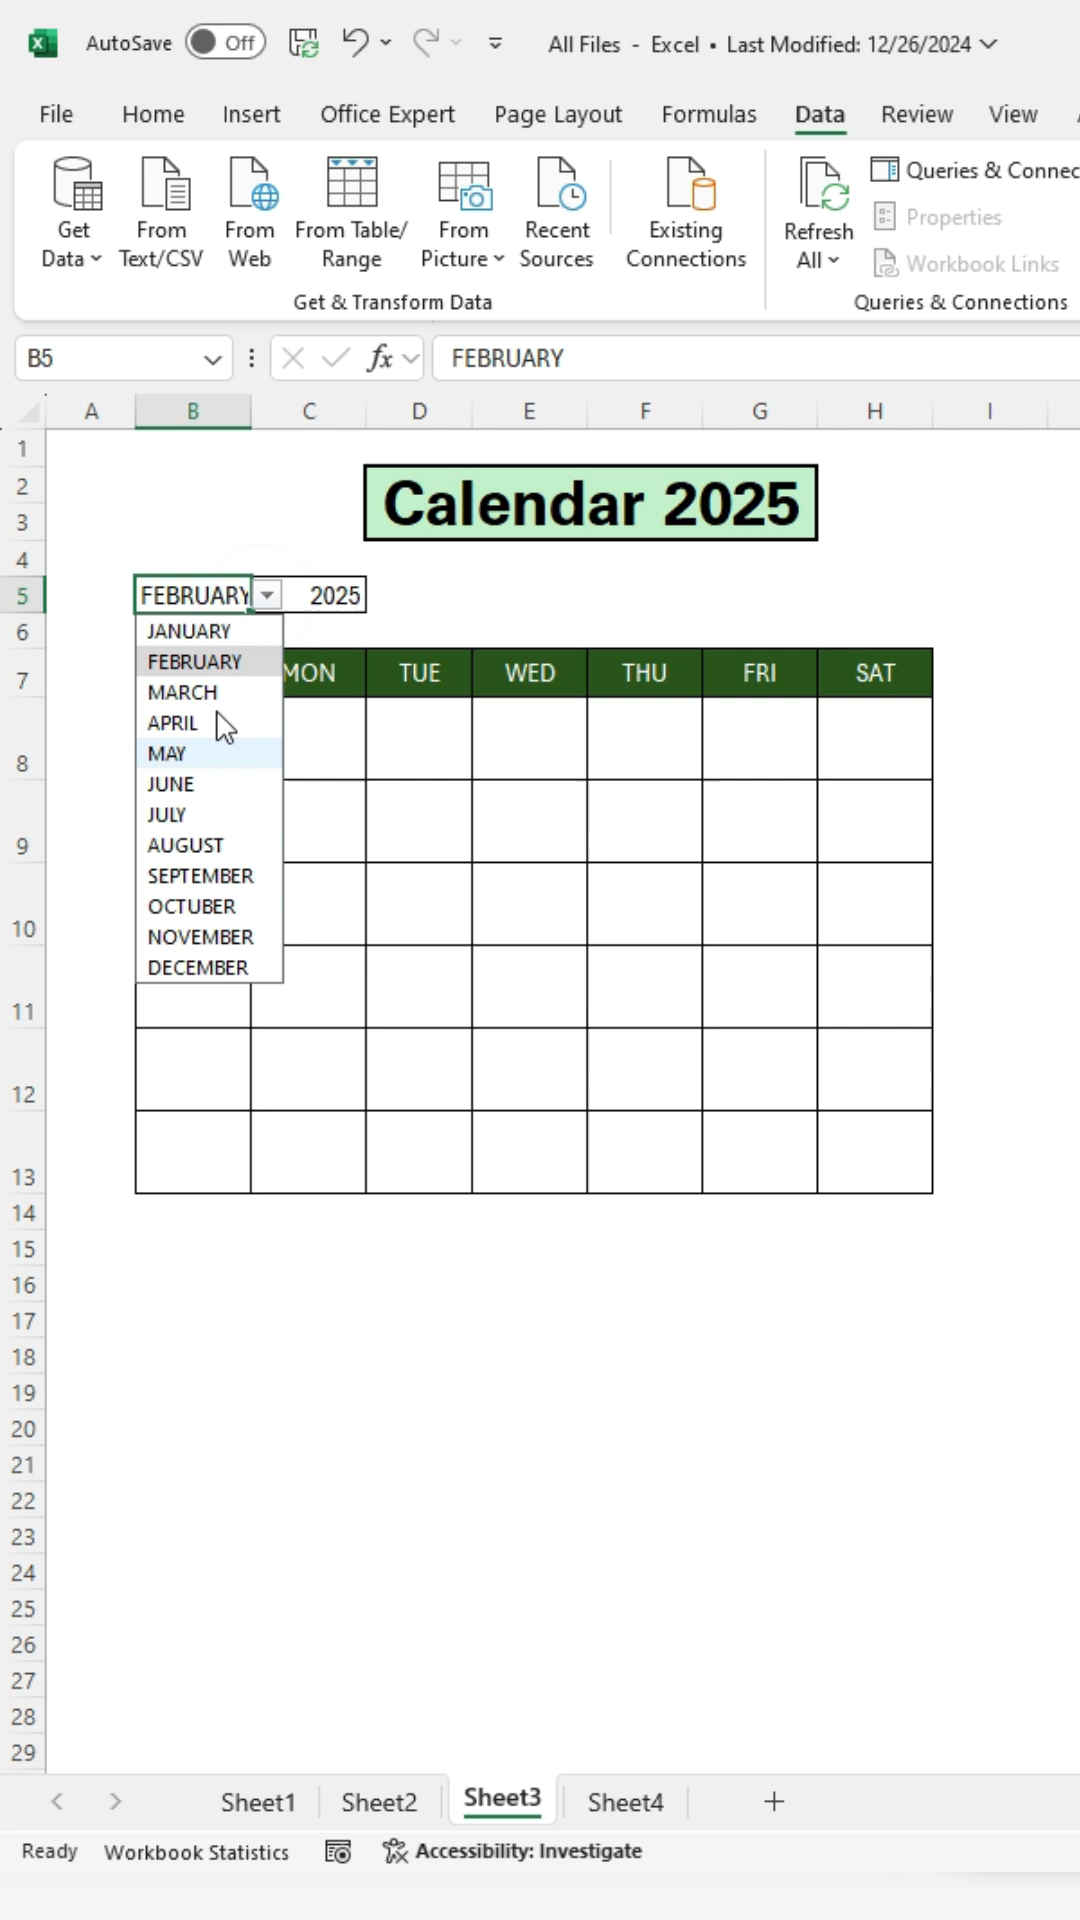 AutoSave Off All Files - Excel • Last Modified: 12/26/2024
File Home Insert Office Expert Page Layout Formulas Data Review View
Get Data From Text/CSV From Web From Table/ Range From Picture Recent Sources Existing Connections Refresh All
Queries & Connec
Properties
Workbook Links
Get & Transform Data Queries & Connections
B5 fx FEBRUARY
A B C D E F G H I
1
2
Calendar 2025
3
4
5 FEBRUARY 2025
6 JANUARY
FEBRUARY
7 MON TUE WED THU FRI SAT
MARCH
APRIL
MAY
8
JUNE
JULY
AUGUST
9
SEPTEMBER
OCTUBER
10
NOVEMBER
DECEMBER
11
12
13
14
15
16
17
18
19
20
21
22
23
24
25
26
27
28
29
Sheet1 Sheet2 Sheet3 Sheet4 +
Ready Workbook Statistics Accessibility: Investigate